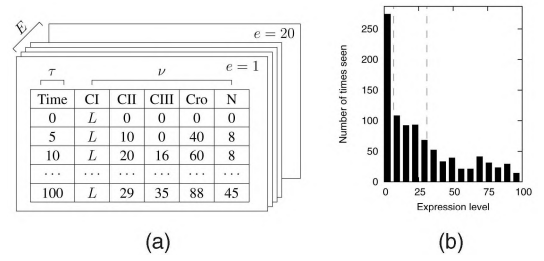 E
e = 20
e = 1
τ ν
Time CI CII CIII Cro N
0 L 0 0 0 0
5 L 10 0 40 8
10 L 20 16 60 8
... ... ... ... ... ...
100 L 29 35 88 45
(a)
Number of times seen
250
200
150
100
50
0
0 25 50 75 100
Expression level
(b)